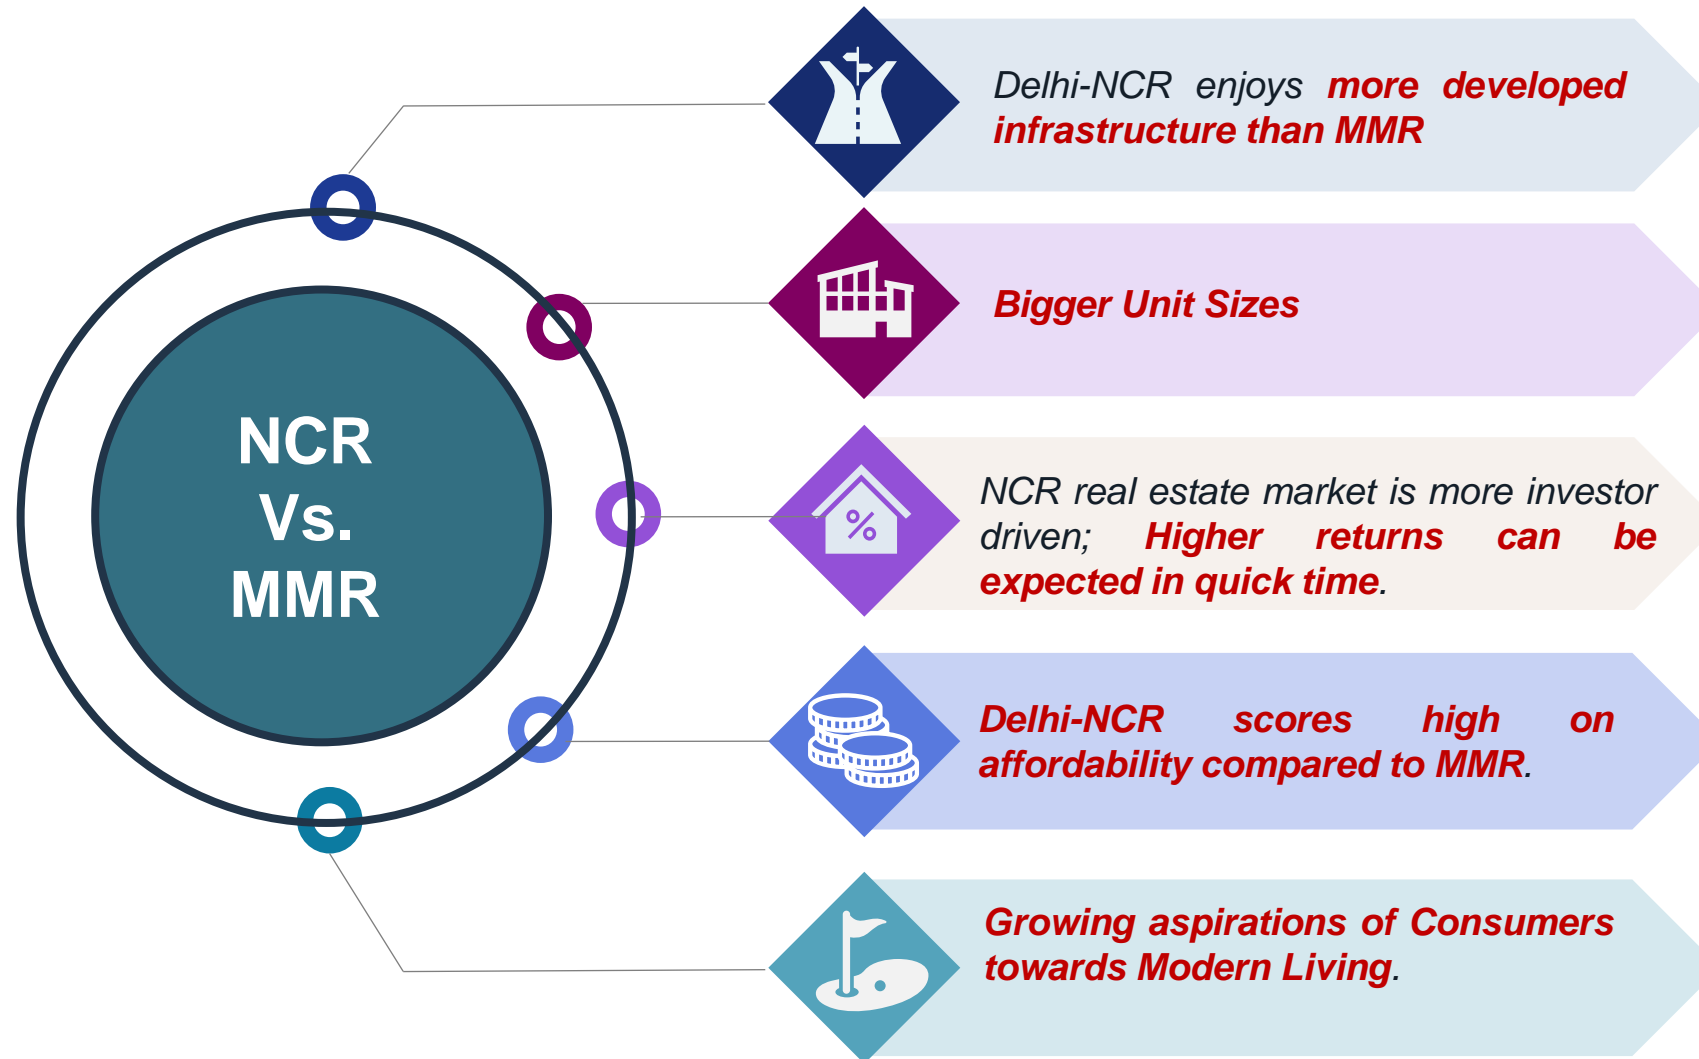 NCR
Vs.
MMR
Delhi-NCR enjoys more developed
infrastructure than MMR
Bigger Unit Sizes
NCR real estate market is more investor
driven; Higher returns can be
expected in quick time.
%
Delhi-NCR scores high on
affordability compared to MMR.
Growing aspirations of Consumers
towards Modern Living.